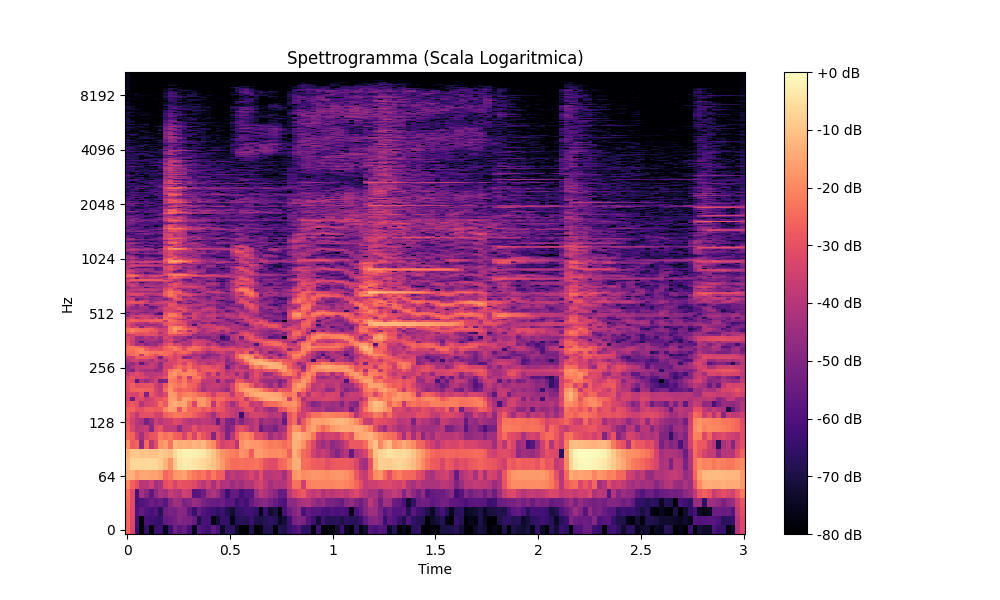 Spettrogramma (Scala Logaritmica)
8192
4096
2048
1024
512
256
128
64
0
Hz
0
0.5
1
1.5
2
2.5
3
Time
+0 dB
-10 dB
-20 dB
-30 dB
-40 dB
-50 dB
-60 dB
-70 dB
-80 dB